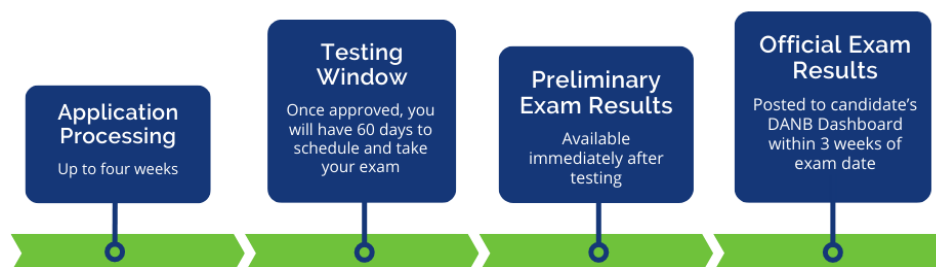 Application
Processing
Up to four weeks
Testing
Window
Once approved, you
will have 60 days to
schedule and take
your exam
Preliminary
Exam Results
Available
immediately after
testing
Official Exam
Results
Posted to candidate’s
DANB Dashboard
within 3 weeks of
exam date